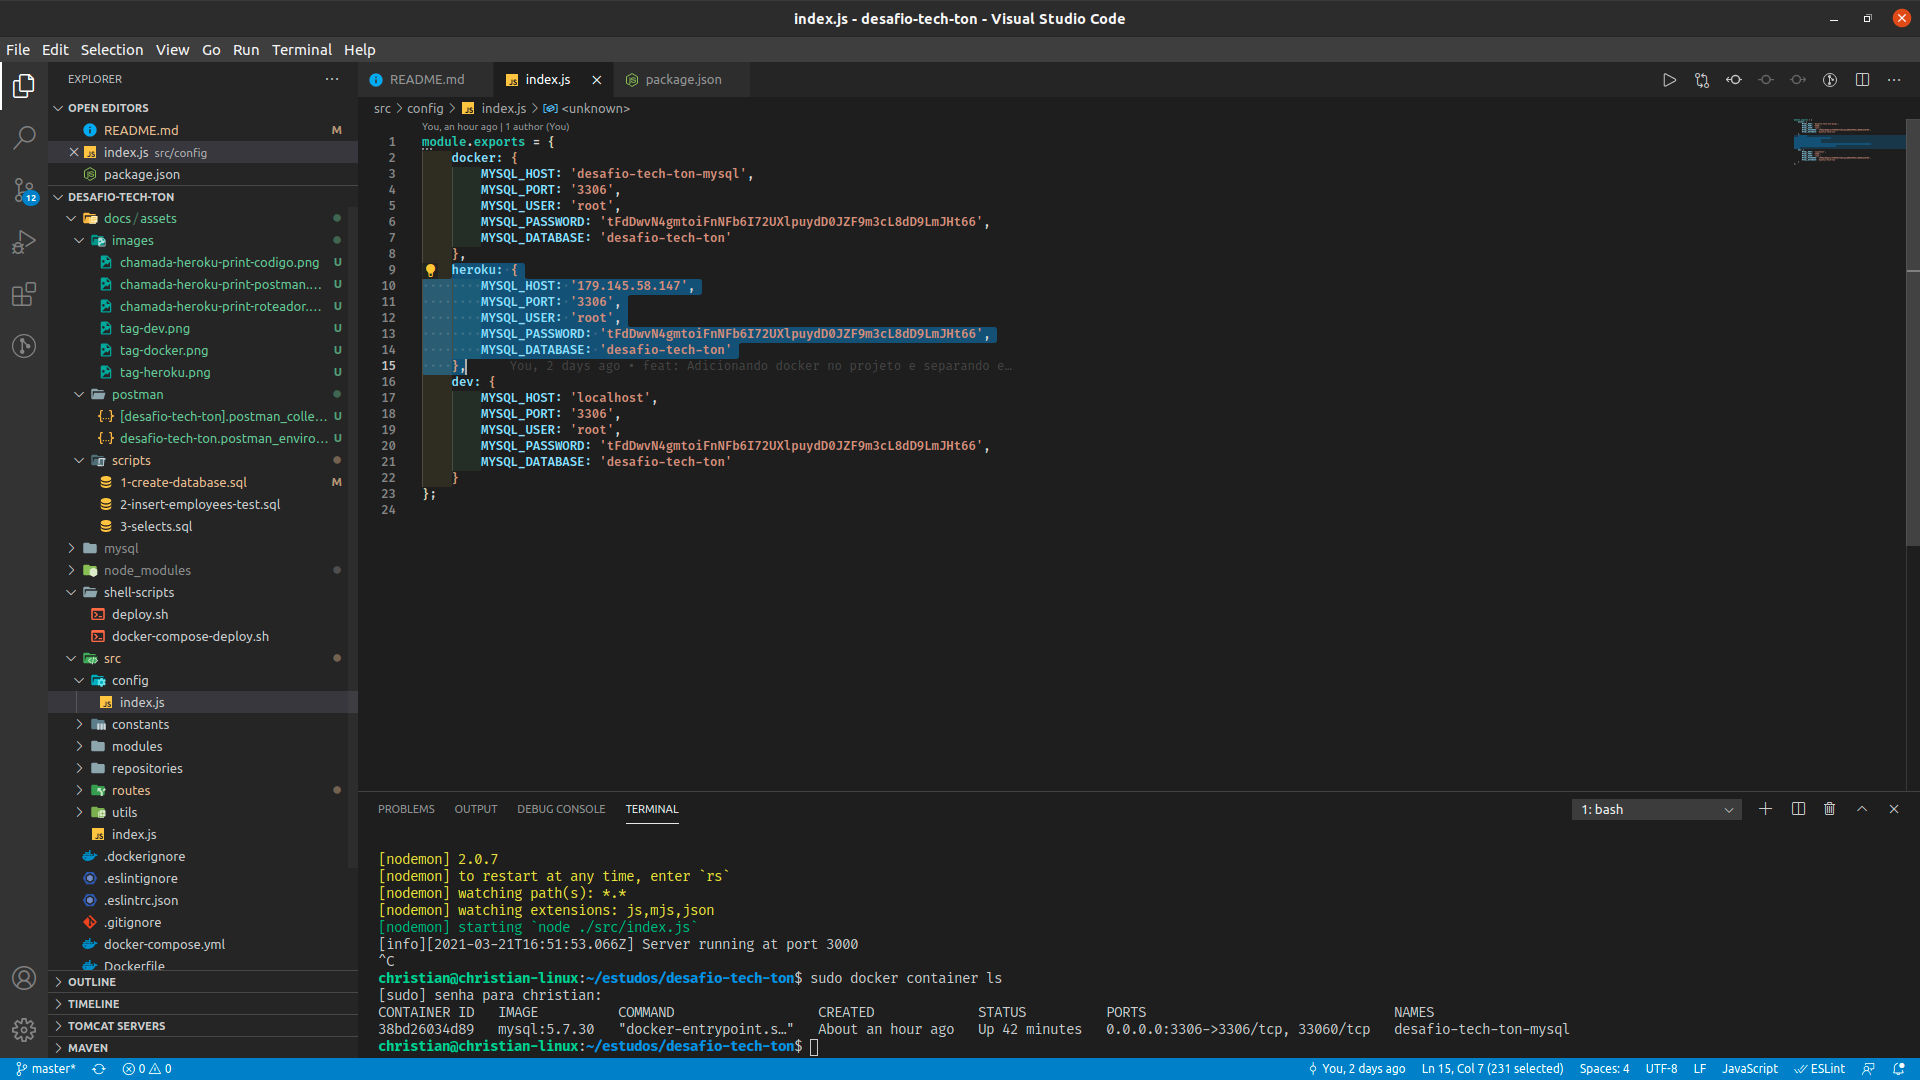 index.js - desafio-tech-ton - Visual Studio Code
File Edit Selection View Go Run Terminal Help
EXPLORER
OPEN EDITORS
README.md M
index.js src/config
package.json
DESAFIO-TECH-TON
docs / assets
images
chamada-heroku-print-codigo.png U
chamada-heroku-print-postman.... U
chamada-heroku-print-roteador.... U
tag-dev.png U
tag-docker.png U
tag-heroku.png U
postman
[desafio-tech-ton].postman_colle... U
desafio-tech-ton.postman_enviro... U
scripts
1-create-database.sql M
2-insert-employees-test.sql
3-selects.sql
mysql
node_modules
shell-scripts
deploy.sh
docker-compose-deploy.sh
src
config
index.js
constants
modules
repositories
routes
utils
index.js
.dockerignore
.eslintignore
.eslintrc.json
.gitignore
docker-compose.yml
Dockerfile
OUTLINE
TIMELINE
TOMCAT SERVERS
MAVEN
12
README.md index.js package.json
src > config > index.js > <unknown>
You, an hour ago | 1 author (You)
1 module.exports = {
2 docker: {
3 MYSQL_HOST: 'desafio-tech-ton-mysql',
4 MYSQL_PORT: '3306',
5 MYSQL_USER: 'root',
6 MYSQL_PASSWORD: 'tFdDwvN4gmtoiFnNFb6I72UXlpuydD0JZF9m3cL8dD9LmJHt66',
7 MYSQL_DATABASE: 'desafio-tech-ton'
8 },
9 heroku: {
10 MYSQL_HOST: '179.145.58.147',
11 MYSQL_PORT: '3306',
12 MYSQL_USER: 'root',
13 MYSQL_PASSWORD: 'tFdDwvN4gmtoiFnNFb6I72UXlpuydD0JZF9m3cL8dD9LmJHt66',
14 MYSQL_DATABASE: 'desafio-tech-ton'
15 }, You, 2 days ago • feat: Adicionando docker no projeto e separando e…
16 dev: {
17 MYSQL_HOST: 'localhost',
18 MYSQL_PORT: '3306',
19 MYSQL_USER: 'root',
20 MYSQL_PASSWORD: 'tFdDwvN4gmtoiFnNFb6I72UXlpuydD0JZF9m3cL8dD9LmJHt66',
21 MYSQL_DATABASE: 'desafio-tech-ton'
22 }
23 };
24
PROBLEMS OUTPUT DEBUG CONSOLE TERMINAL 1: bash
[nodemon] 2.0.7
[nodemon] to restart at any time, enter `rs`
[nodemon] watching path(s): *.*
[nodemon] watching extensions: js,mjs,json
[nodemon] starting `node ./src/index.js`
[info][2021-03-21T16:51:53.066Z] Server running at port 3000
^C
christian@christian-linux:~/estudos/desafio-tech-ton$ sudo docker container ls
[sudo] senha para christian:
CONTAINER ID IMAGE COMMAND CREATED STATUS PORTS NAMES
38bd26034d89 mysql:5.7.30 "docker-entrypoint.s…" About an hour ago Up 42 minutes 0.0.0.0:3306->3306/tcp, 33060/tcp desafio-tech-ton-mysql
christian@christian-linux:~/estudos/desafio-tech-ton$
master* 0 0 You, 2 days ago Ln 15, Col 7 (231 selected) Spaces: 4 UTF-8 LF JavaScript ESLint